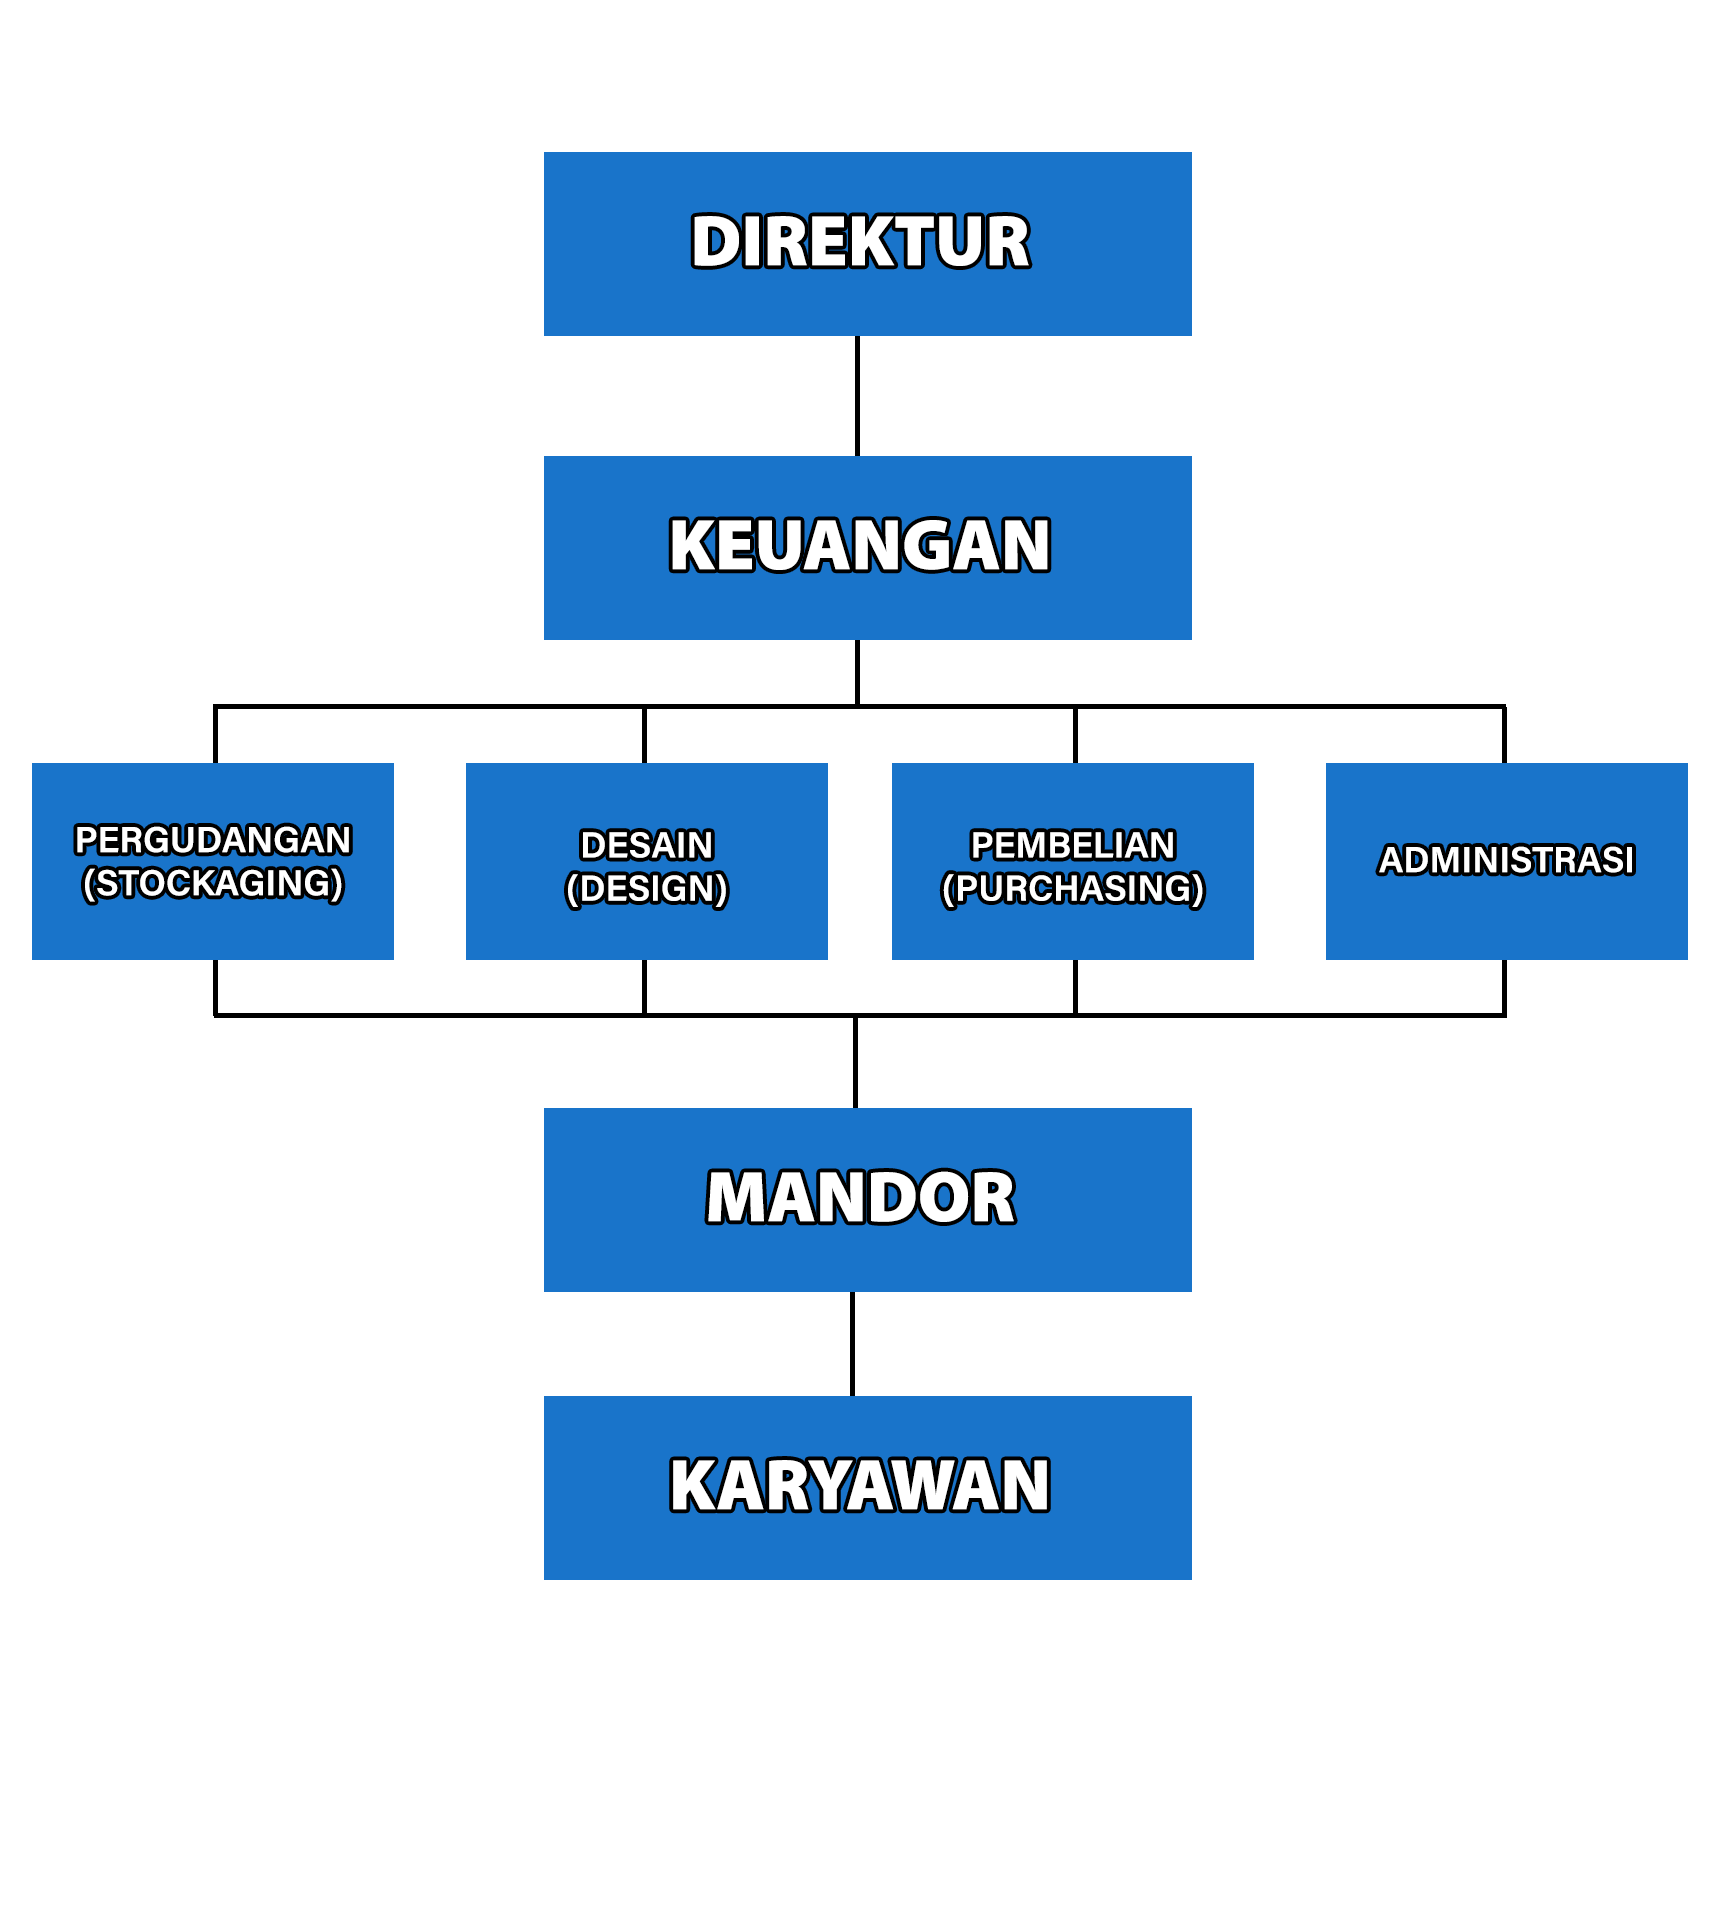 DIREKTUR
KEUANGAN
PERGUDANGAN
(STOCKAGING)
DESAIN
(DESIGN)
PEMBELIAN
(PURCHASING)
ADMINISTRASI
MANDOR
KARYAWAN